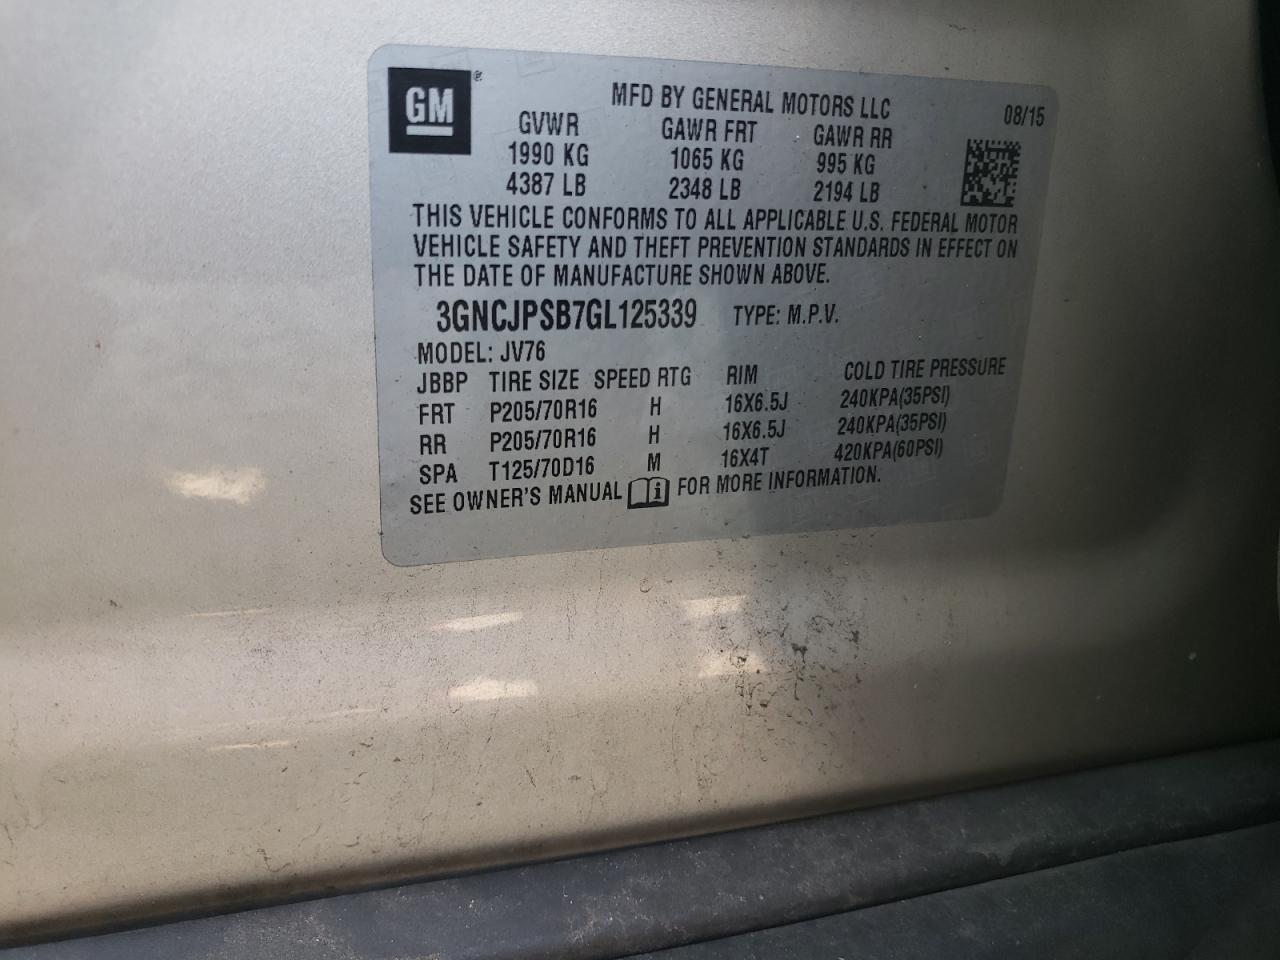 GM ®
MFD BY GENERAL MOTORS LLC 08/15
GVWR GAWR FRT GAWR RR
1990 KG 1065 KG 995 KG
4387 LB 2348 LB 2194 LB
THIS VEHICLE CONFORMS TO ALL APPLICABLE U.S. FEDERAL MOTOR
VEHICLE SAFETY AND THEFT PREVENTION STANDARDS IN EFFECT ON
THE DATE OF MANUFACTURE SHOWN ABOVE.
3GNCJPSB7GL125339 TYPE: M.P.V.
MODEL: JV76
JBBP TIRE SIZE SPEED RTG RIM COLD TIRE PRESSURE
FRT P205/70R16 H 16X6.5J 240KPA(35PSI)
RR P205/70R16 H 16X6.5J 240KPA(35PSI)
SPA T125/70D16 M 16X4T 420KPA(60PSI)
SEE OWNER'S MANUAL FOR MORE INFORMATION.